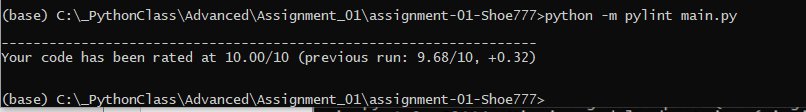 (base) C:\_PythonClass\Advanced\Assignment_01\assignment-01-Shoe777>python -m pylint main.py
--------------------------------------------------------------------
Your code has been rated at 10.00/10 (previous run: 9.68/10, +0.32)
(base) C:\_PythonClass\Advanced\Assignment_01\assignment-01-Shoe777>